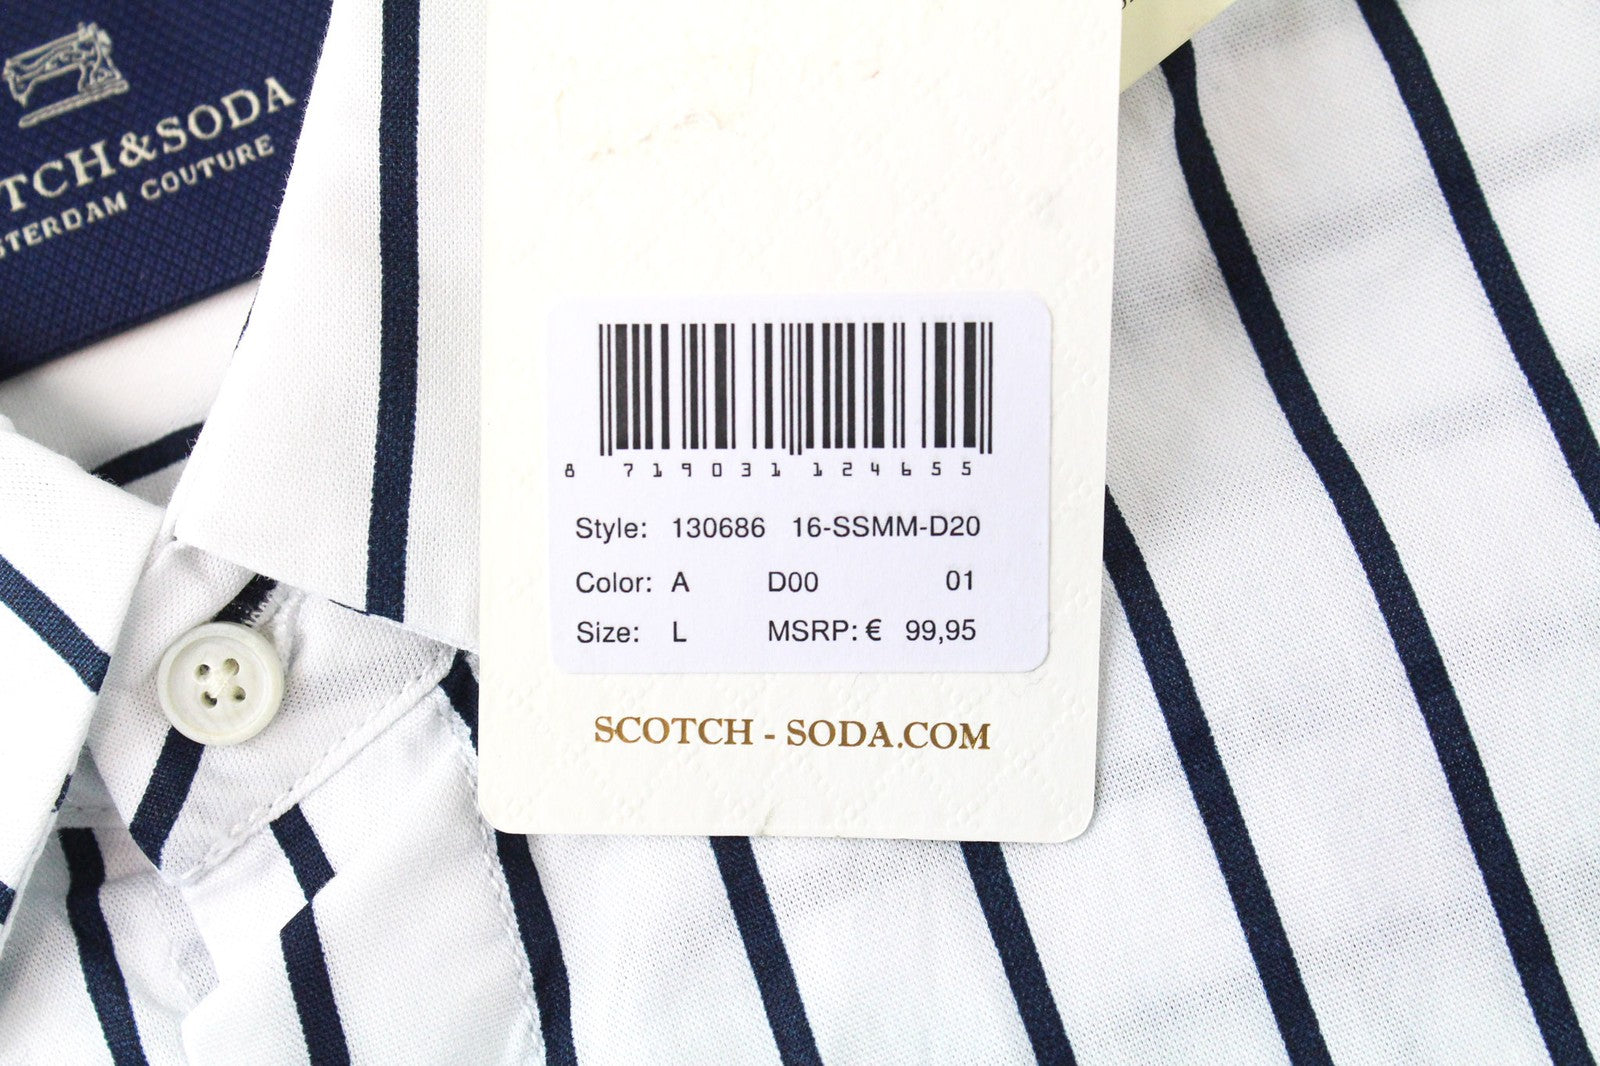 TCH & SODA
STERDAM COUTURE
8 719031 124655
Style: 130686 16-SSMM-D20
Color: A D00 01
Size: L MSRP: € 99,95
SCOTCH - SODA.COM